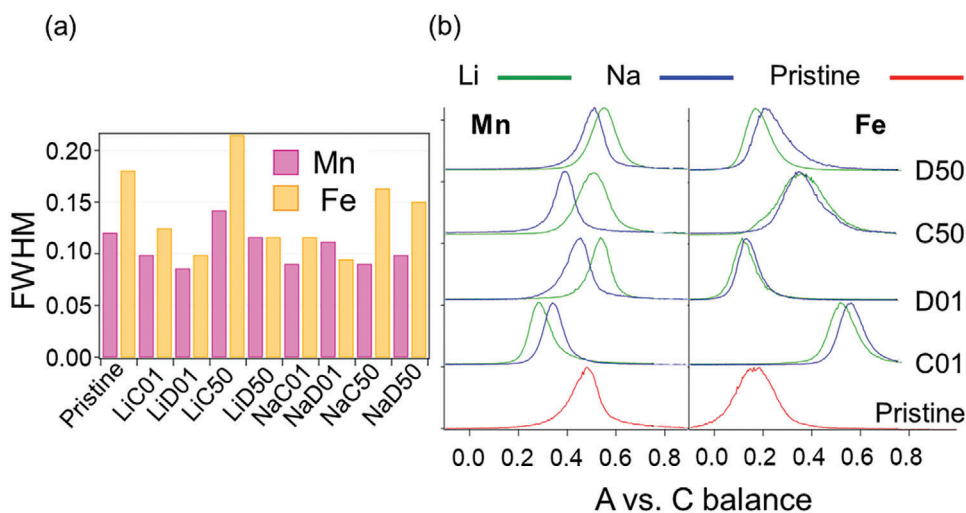 (a)
(b)
Li
Na
Pristine
FWHM
0.20
0.15
0.10
0.05
0.00
Mn
Fe
Pristine
LiC01
LiD01
LiC50
LiD50
NaC01
NaD01
NaC50
NaD50
Mn
Fe
D50
C50
D01
C01
Pristine
0.0 0.2 0.4 0.6 0.8 0.0 0.2 0.4 0.6 0.8
A vs. C balance